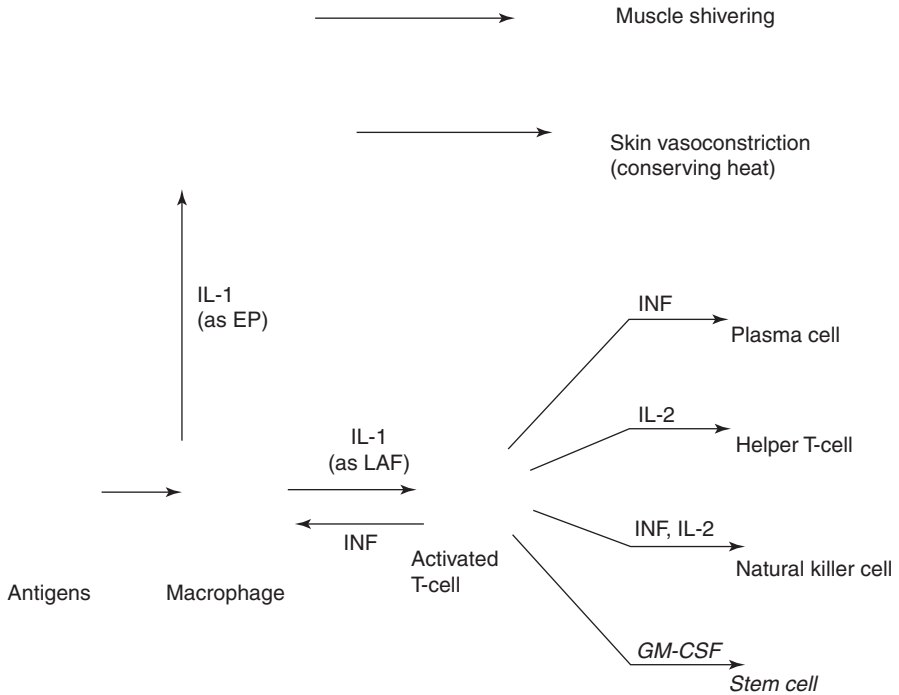 Muscle shivering
Skin vasoconstriction
(conserving heat)
IL-1
(as EP)
INF
Plasma cell
IL-2
Helper T-cell
IL-1
(as LAF)
INF
INF, IL-2
Natural killer cell
Activated
T-cell
Antigens
Macrophage
GM-CSF
Stem cell